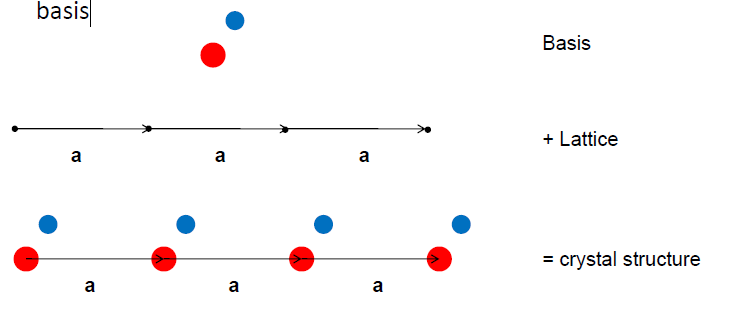 basis
Basis
+ Lattice
a a a
= crystal structure
a a a